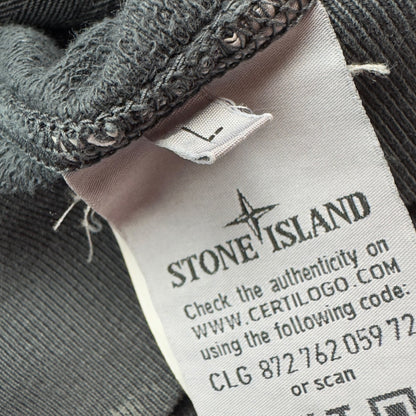 L
STONE ISLAND
Check the authenticity on
WWW.CERTILOGO.COM
using the following code:
CLG 872 762 059 72
or scan